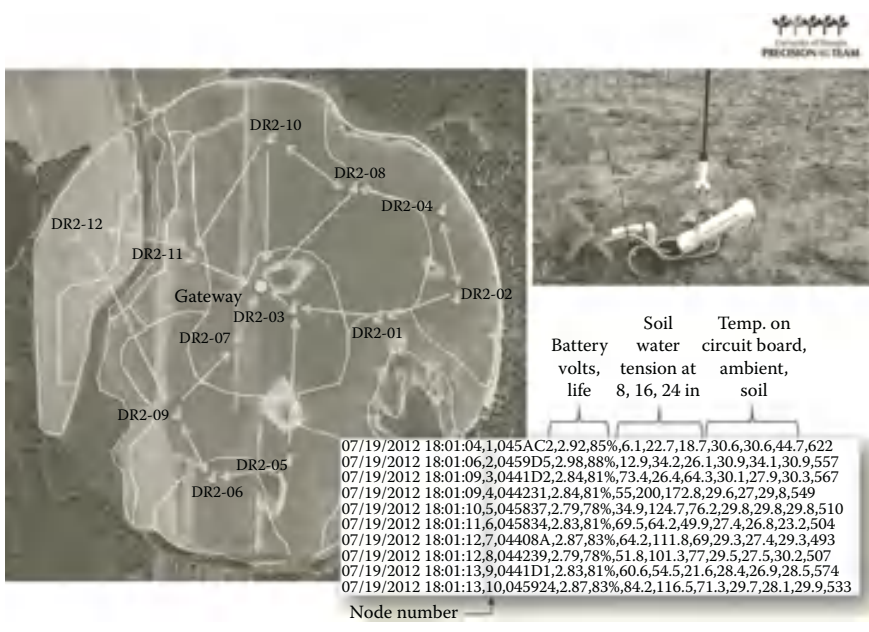 PRECISION AG TEAM
DR2-10
DR2-08
DR2-04
DR2-12
DR2-11
Gateway
DR2-02
DR2-03
DR2-01
DR2-07
DR2-09
DR2-05
DR2-06
Battery
volts,
life
Soil
water
tension at
8, 16, 24 in
Temp. on
circuit board,
ambient,
soil
07/19/2012 18:01:04,1,045AC2,2.92,85%,6.1,22.7,18.7,30.6,30.6,44.7,622
07/19/2012 18:01:06,2,0459D5,2.98,88%,12.9,34.2,26.1,30.9,34.1,30.9,557
07/19/2012 18:01:09,3,0441D2,2.84,81%,73.4,26.4,64.3,30.1,27.9,30.3,567
07/19/2012 18:01:09,4,044231,2.84,81%,55,200,172.8,29.6,27,29,8,549
07/19/2012 18:01:10,5,045837,2.79,78%,34.9,124.7,76.2,29.8,29.8,29.8,510
07/19/2012 18:01:11,6,045834,2.83,81%,69.5,64.2,49.9,27.4,26.8,23.2,504
07/19/2012 18:01:12,7,04408A,2.87,83%,64.2,111.8,69,29.3,27.4,29.3,493
07/19/2012 18:01:12,8,044239,2.79,78%,51.8,101.3,77,29.5,27.5,30.2,507
07/19/2012 18:01:13,9,0441D1,2.83,81%,60.6,54.5,21.6,28.4,26.9,28.5,574
07/19/2012 18:01:13,10,045924,2.87,83%,84.2,116.5,71.3,29.7,28.1,29.9,533
Node number